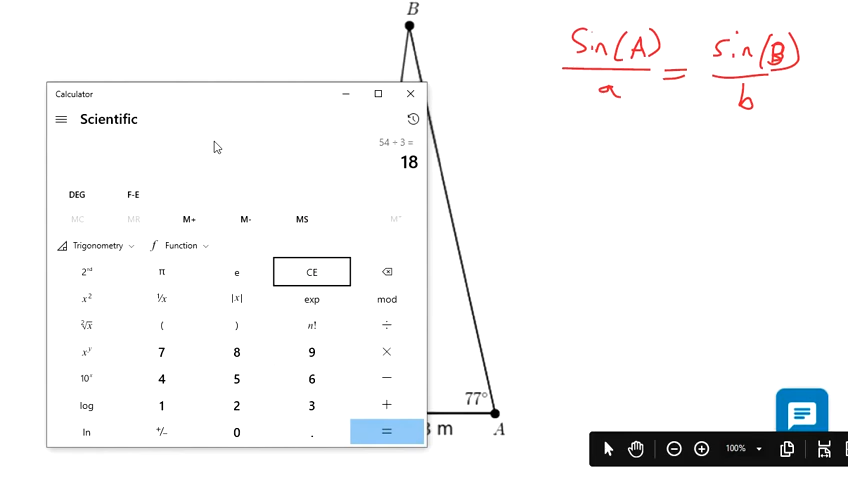 B
Sin(A)
a
=
sin(B)
b
Calculator
Scientific
54 ÷ 3 =
18
DEG F-E
MC MR M+ M- MS M˅
Trigonometry f Function
2ⁿᵈ π e CE
x² ¹/x |x| exp mod
²√x ( ) n! ÷
xʸ 7 8 9 ×
10ˣ 4 5 6 −
log 1 2 3 +
ln +/− 0 . =
77°
m
A
100%